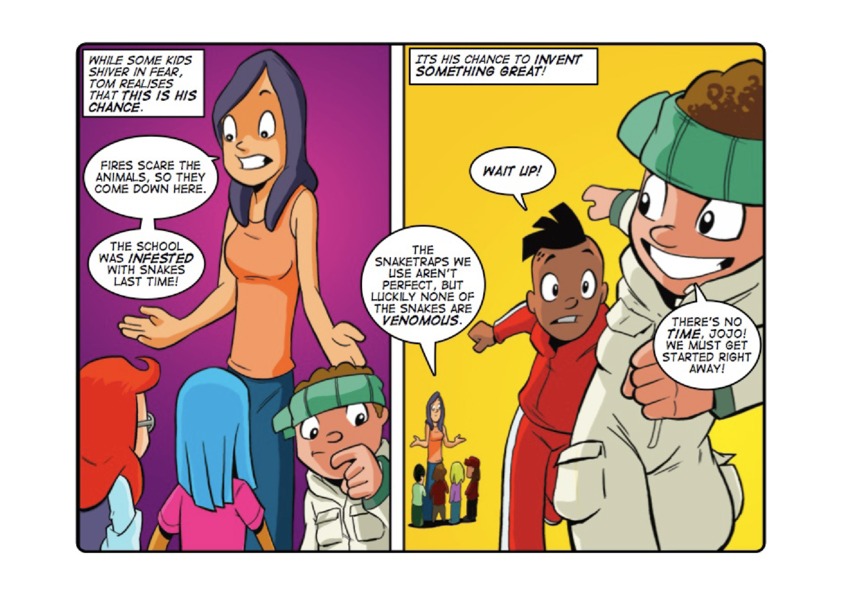 WHILE SOME KIDS
SHIVER IN FEAR,
TOM REALISES
THAT THIS IS HIS
CHANCE.
FIRES SCARE THE
ANIMALS, SO THEY
COME DOWN HERE.
THE SCHOOL
WAS INFESTED
WITH SNAKES
LAST TIME!
ITS HIS CHANCE TO INVENT
SOMETHING GREAT!
WAIT UP!
THE
SNAKETRAPS WE
USE AREN'T
PERFECT, BUT
LUCKILY NONE OF
THE SNAKES ARE
VENOMOUS.
THERE'S NO
TIME, JOJO!
WE MUST GET
STARTED RIGHT
AWAY!